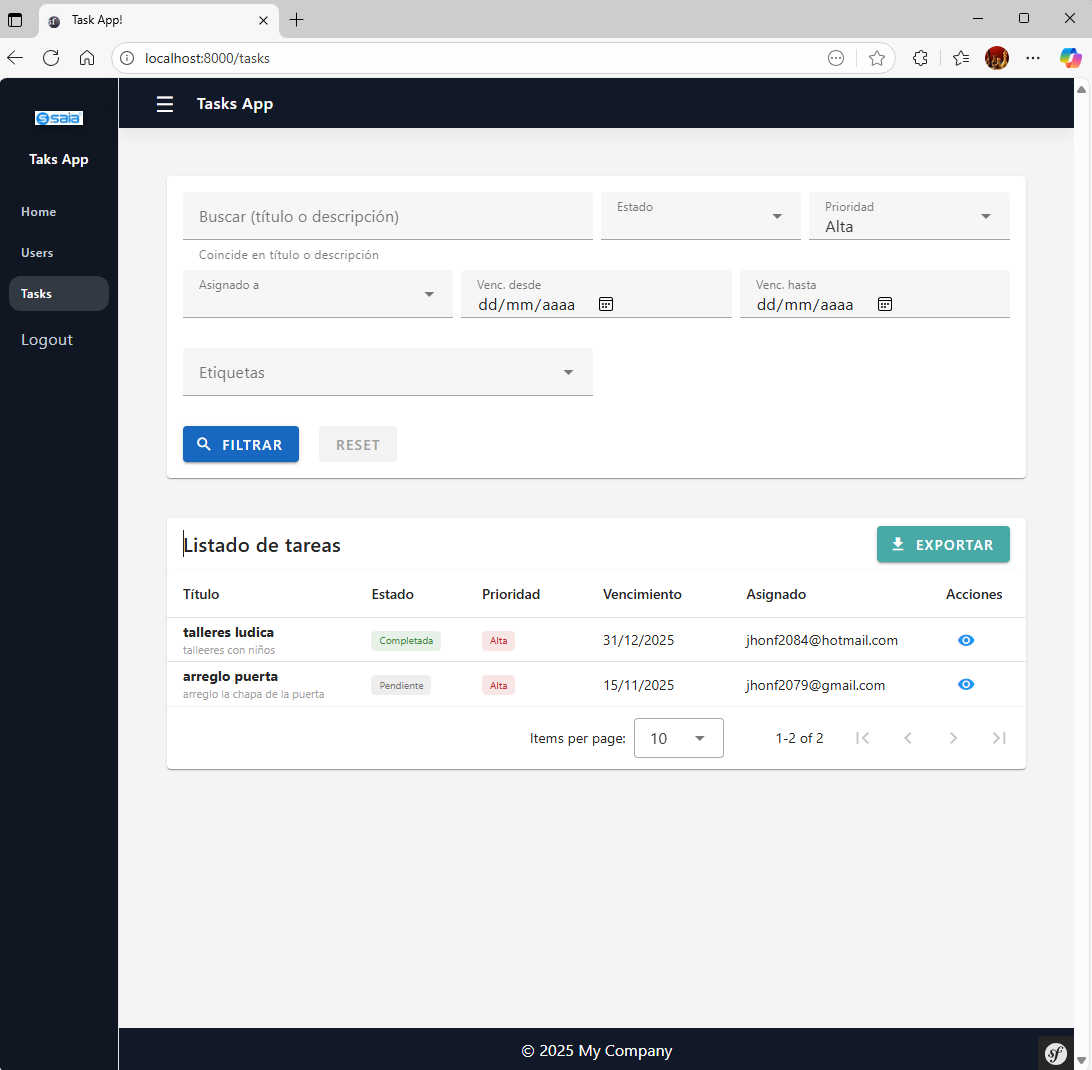 Task App!
localhost:8000/tasks
saia
Taks App
Home
Users
Tasks
Logout
Tasks App
Buscar (título o descripción)
Estado
Prioridad
Alta
Coincide en título o descripción
Asignado a
Venc. desde
dd/mm/aaaa
Venc. hasta
dd/mm/aaaa
Etiquetas
FILTRAR
RESET
Listado de tareas
EXPORTAR
Título Estado Prioridad Vencimiento Asignado Acciones
talleres ludica
talleeres con niños
Completada Alta 31/12/2025 jhonf2084@hotmail.com
arreglo puerta
arreglo la chapa de la puerta
Pendiente Alta 15/11/2025 jhonf2079@gmail.com
Items per page: 10 1-2 of 2
© 2025 My Company
sf